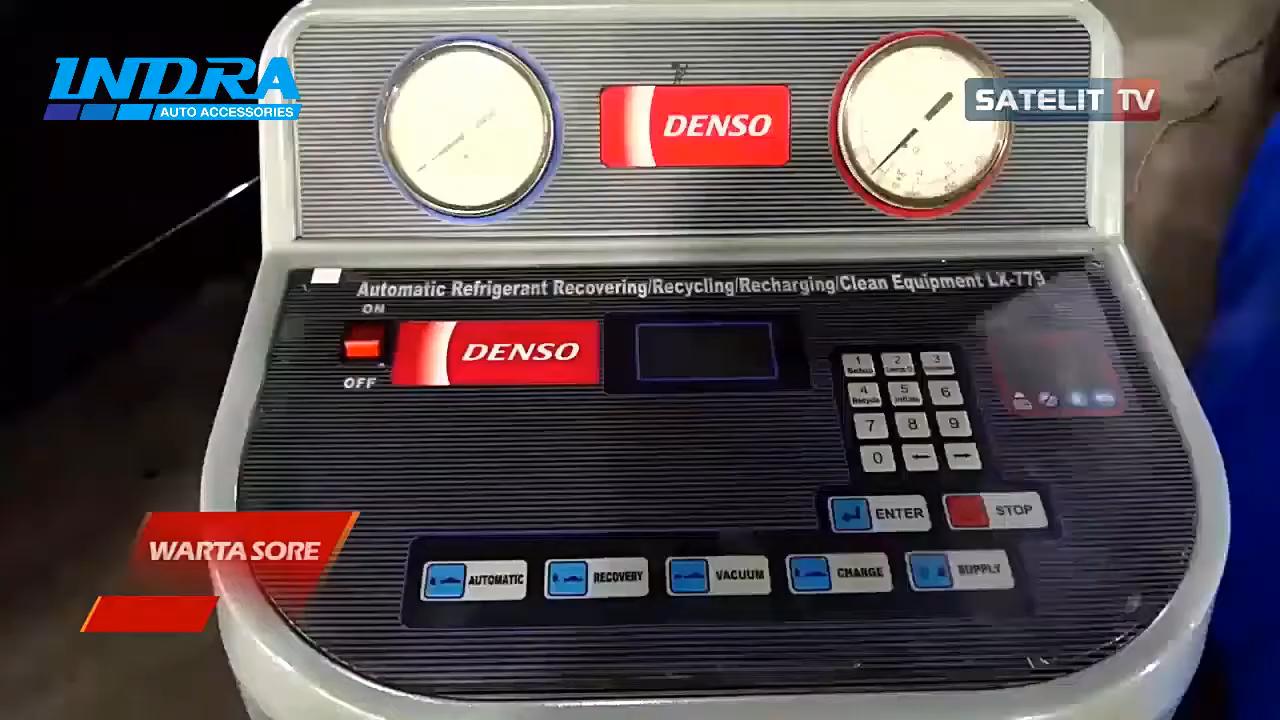 INDRA
AUTO ACCESSORIES
SATELIT TV
DENSO
Automatic Refrigerant Recovering/Recycling/Recharging/Clean Equipment LX-779
ON
DENSO
OFF
1
2
3
4 Recycle
5
6
7
8
9
0
ENTER
STOP
AUTOMATIC
RECOVERY
VACUUM
CHARGE
SUPPLY
WARTA SORE